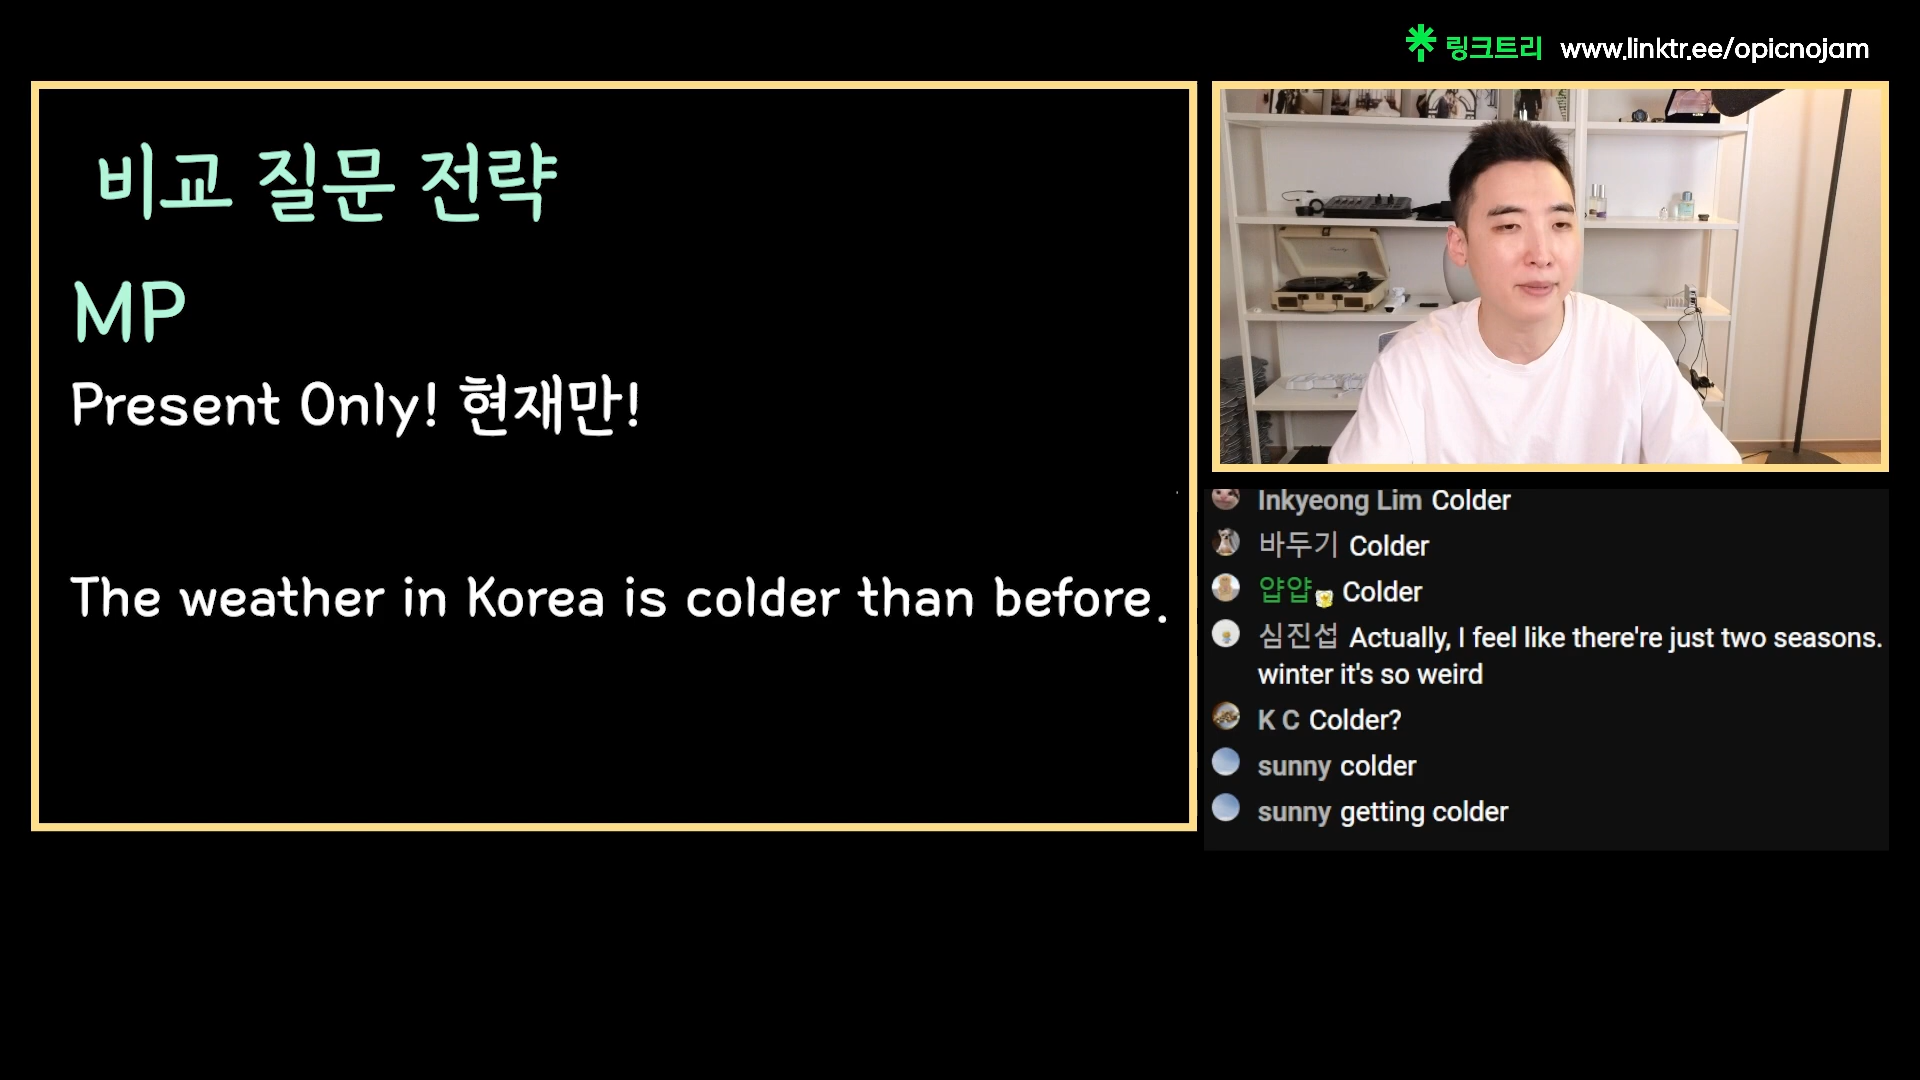 링크트리 www.linktr.ee/opicnojam
비교 질문 전략
MP
Present Only! 현재만!
The weather in Korea is colder than before.
Inkyeong Lim Colder
바두기 Colder
얍얍 Colder
심진섭 Actually, I feel like there're just two seasons.
winter it's so weird
K C Colder?
sunny colder
sunny getting colder